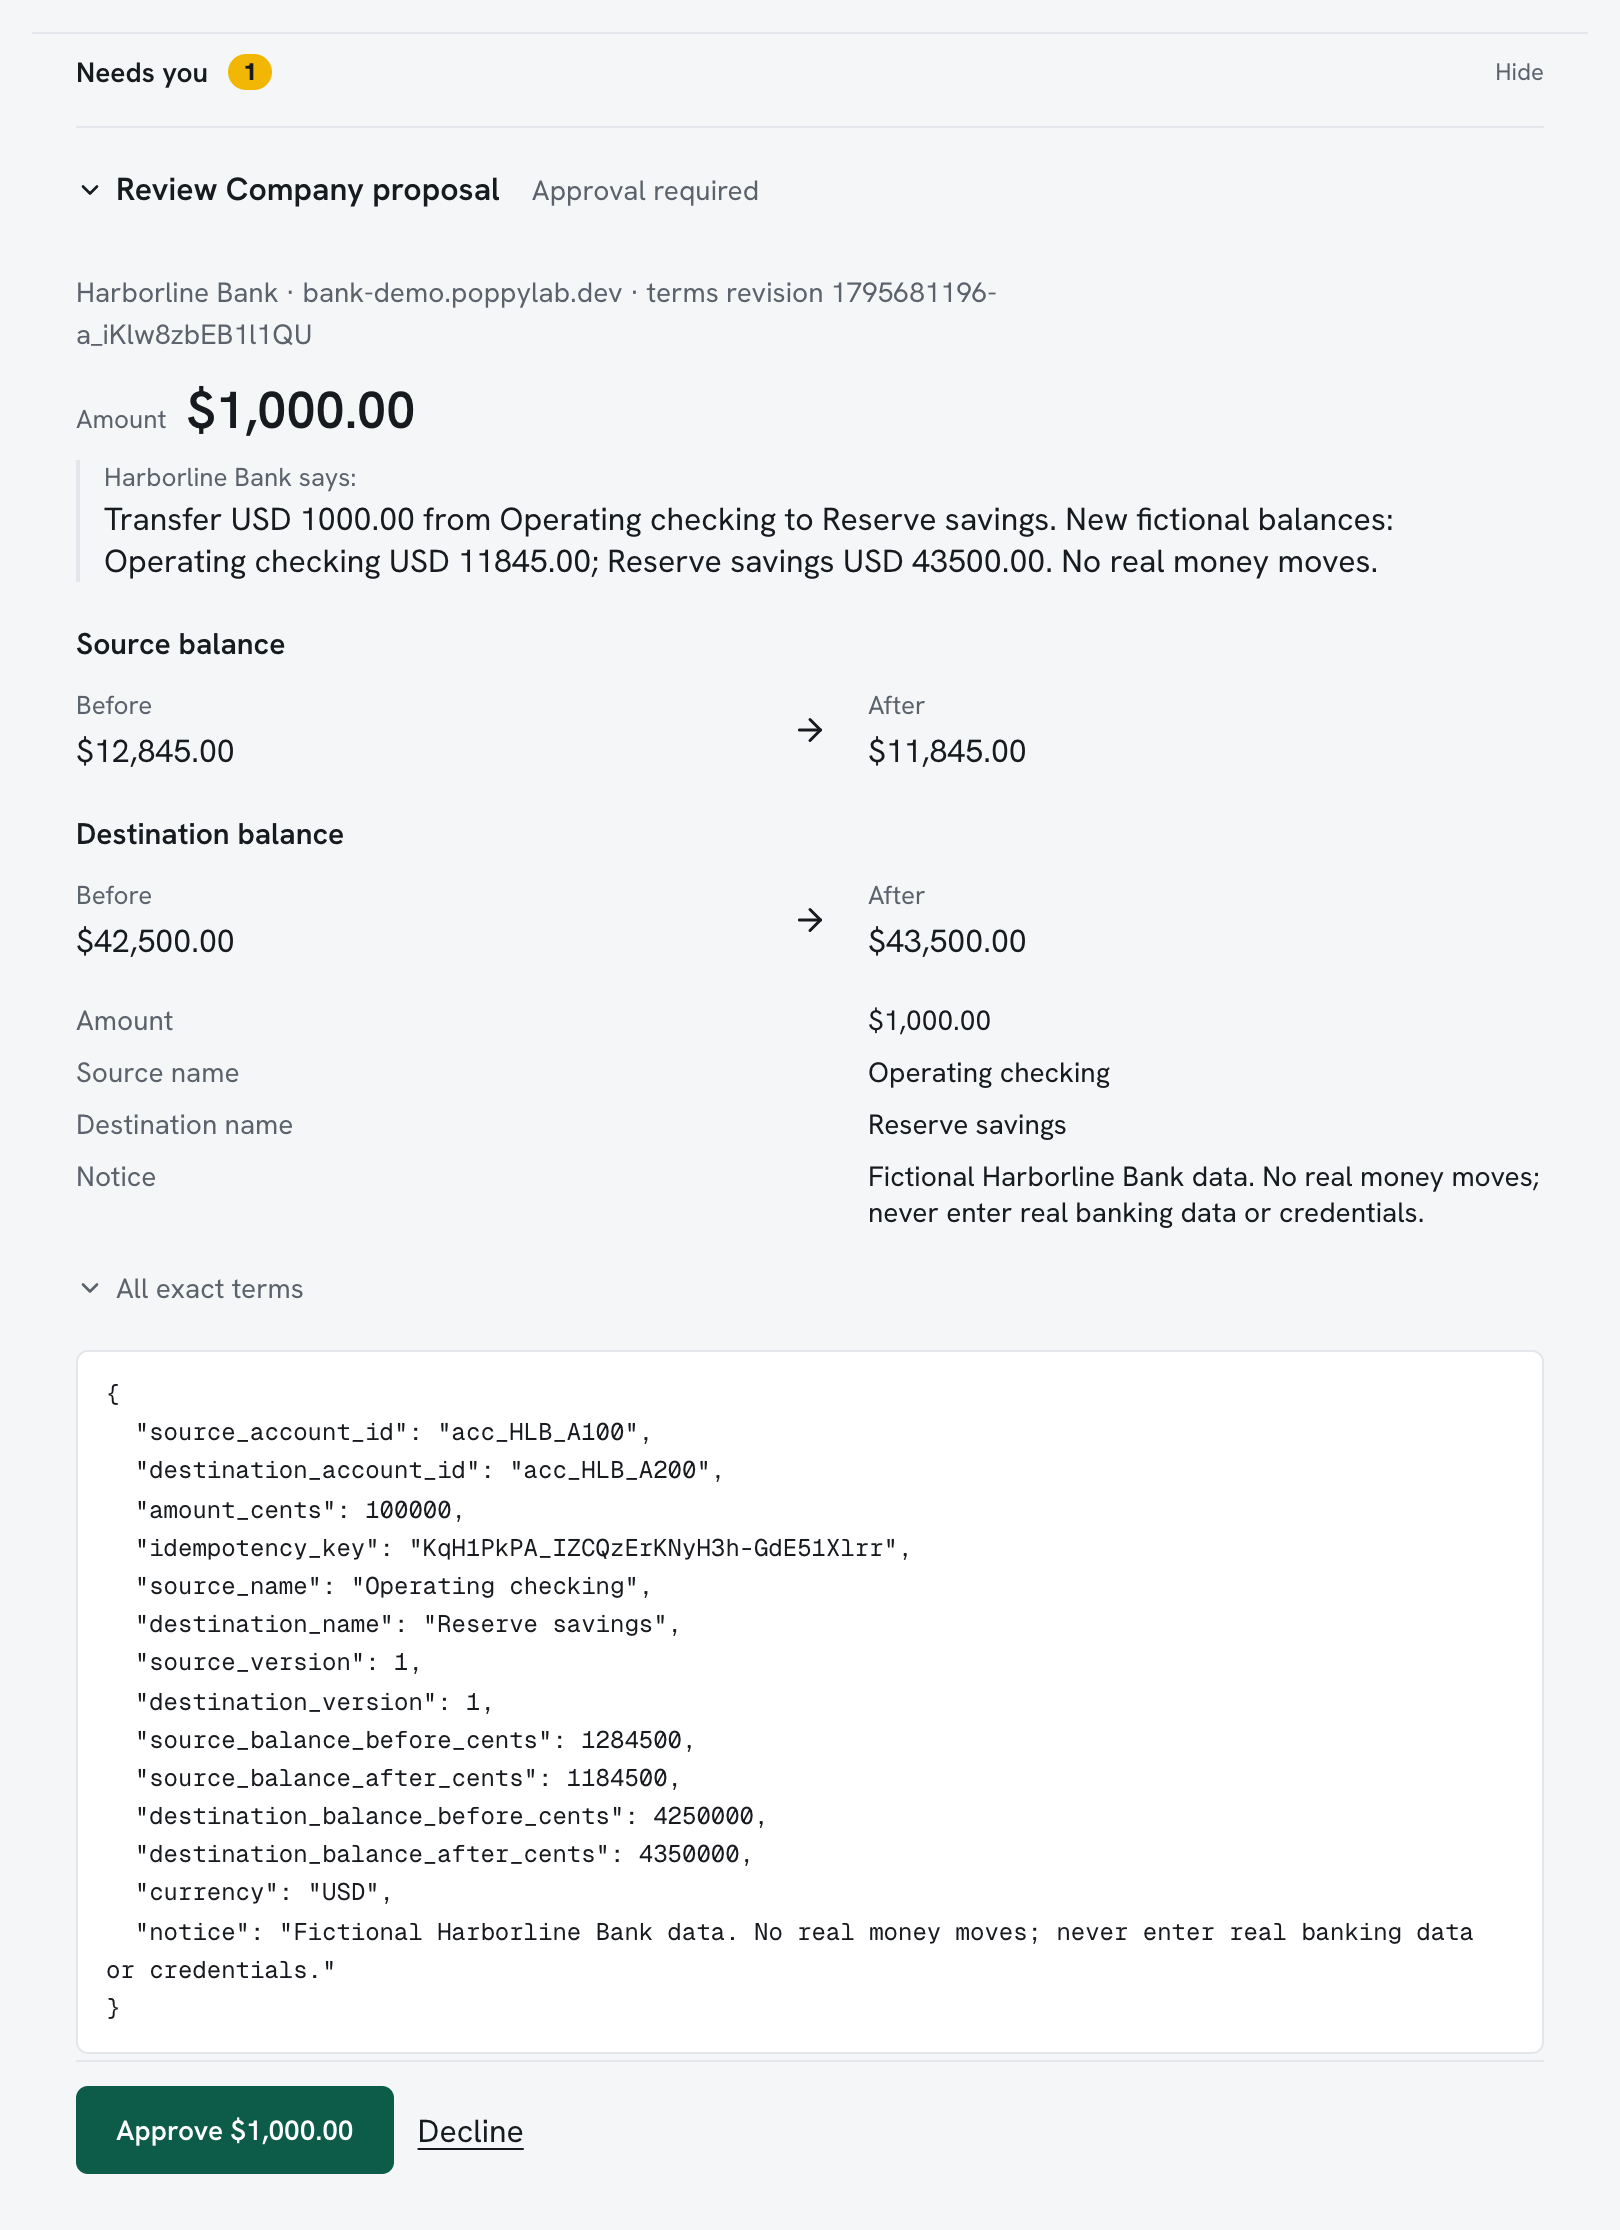 Needs you 1 Hide
Review Company proposal Approval required
Harborline Bank · bank-demo.poppylab.dev · terms revision 1795681196-
a_iKlw8zbEB1l1QU
Amount $1,000.00
Harborline Bank says:
Transfer USD 1000.00 from Operating checking to Reserve savings. New fictional balances:
Operating checking USD 11845.00; Reserve savings USD 43500.00. No real money moves.
Source balance
Before After
$12,845.00 → $11,845.00
Destination balance
Before After
$42,500.00 → $43,500.00
Amount $1,000.00
Source name Operating checking
Destination name Reserve savings
Notice Fictional Harborline Bank data. No real money moves;
never enter real banking data or credentials.
All exact terms
{
  "source_account_id": "acc_HLB_A100",
  "destination_account_id": "acc_HLB_A200",
  "amount_cents": 100000,
  "idempotency_key": "KqH1PkPA_IZCQzErKNyH3h-GdE51Xlrr",
  "source_name": "Operating checking",
  "destination_name": "Reserve savings",
  "source_version": 1,
  "destination_version": 1,
  "source_balance_before_cents": 1284500,
  "source_balance_after_cents": 1184500,
  "destination_balance_before_cents": 4250000,
  "destination_balance_after_cents": 4350000,
  "currency": "USD",
  "notice": "Fictional Harborline Bank data. No real money moves; never enter real banking data
or credentials."
}
Approve $1,000.00 Decline